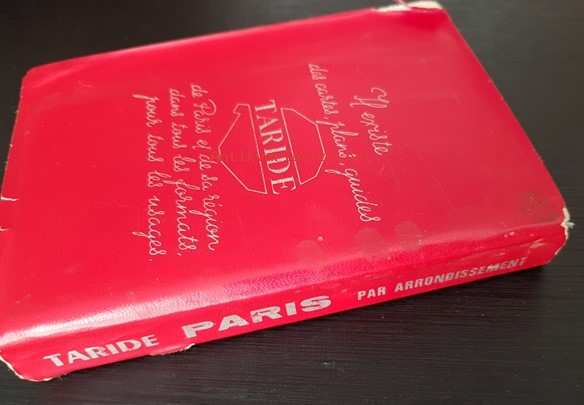 Il existe
des cartes, plans, guides
TARIDE
de Paris et de sa région
dans tous les formats,
pour tous les usages.
TARIDE PARIS PAR ARRONDISSEMENT